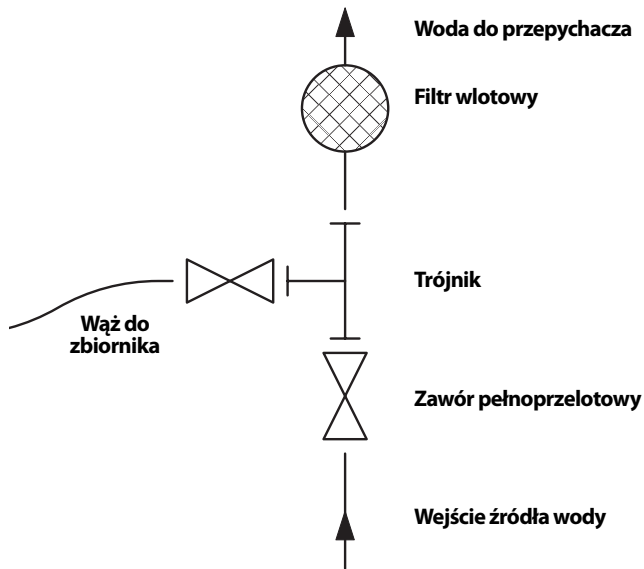 Woda do przepychacza
Filtr wlotowy
Trójnik
Wąż do
zbiornika
Zawór pełnoprzelotowy
Wejście źródła wody